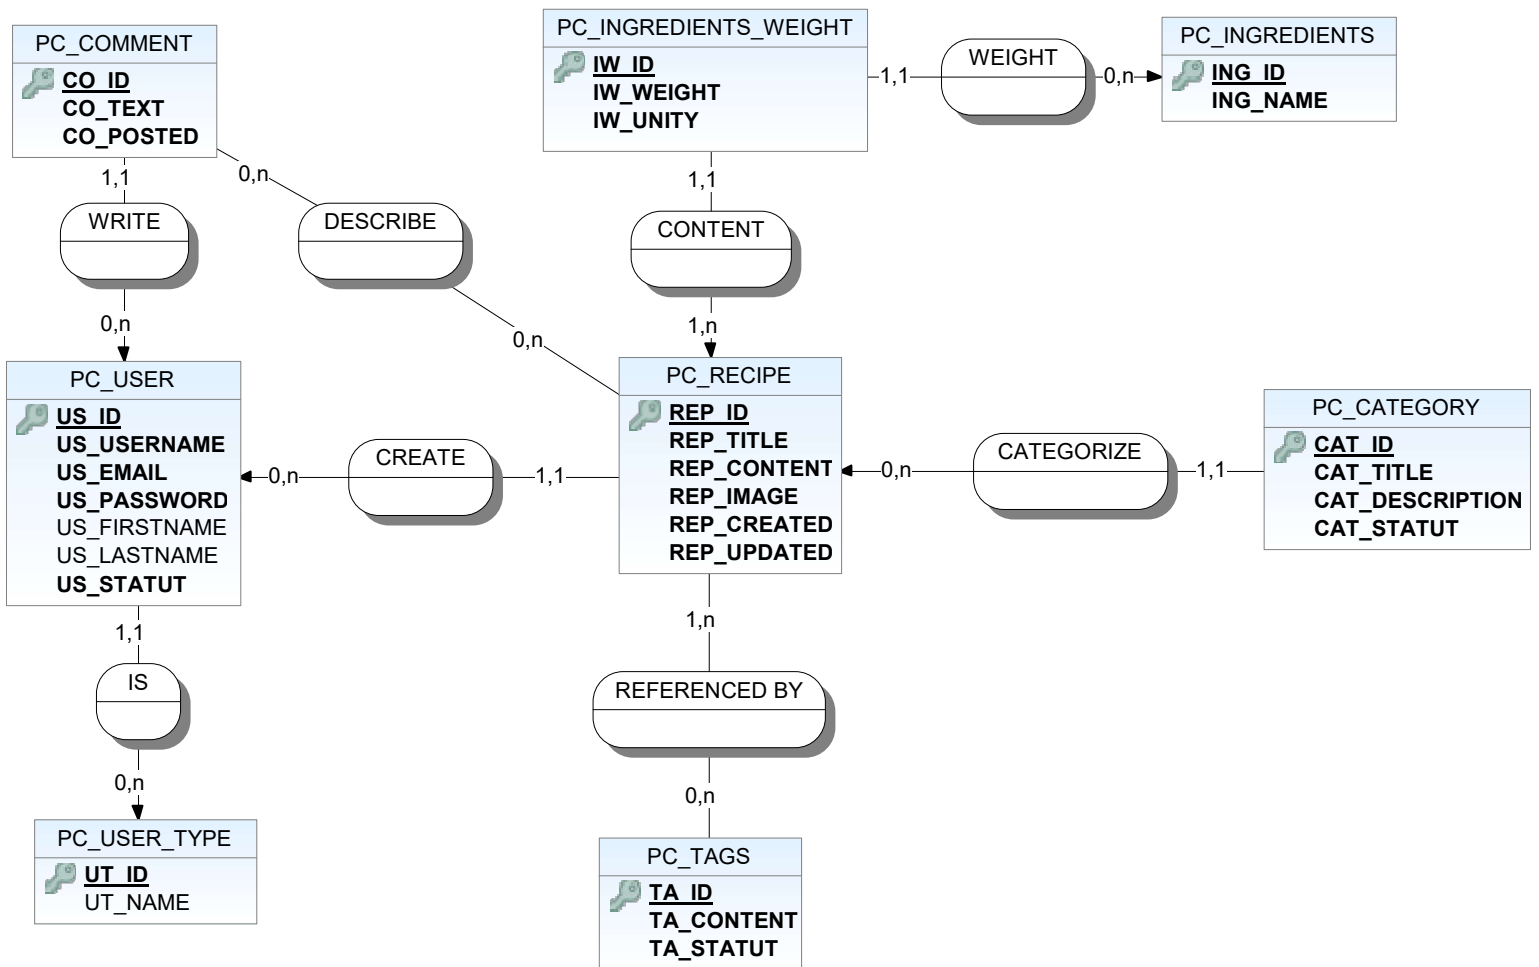 PC_COMMENT
CO_ID
CO_TEXT
CO_POSTED
PC_INGREDIENTS_WEIGHT
IW_ID
IW_WEIGHT
IW_UNITY
1,1
WEIGHT
0,n
PC_INGREDIENTS
ING_ID
ING_NAME
1,1
WRITE
0,n
0,n
DESCRIBE
0,n
1,1
CONTENT
1,n
PC_USER
US_ID
US_USERNAME
US_EMAIL
US_PASSWORD
US_FIRSTNAME
US_LASTNAME
US_STATUT
0,n
CREATE
1,1
PC_RECIPE
REP_ID
REP_TITLE
REP_CONTENT
REP_IMAGE
REP_CREATED
REP_UPDATED
0,n
CATEGORIZE
1,1
PC_CATEGORY
CAT_ID
CAT_TITLE
CAT_DESCRIPTION
CAT_STATUT
1,1
IS
0,n
PC_USER_TYPE
UT_ID
UT_NAME
1,n
REFERENCED BY
0,n
PC_TAGS
TA_ID
TA_CONTENT
TA_STATUT